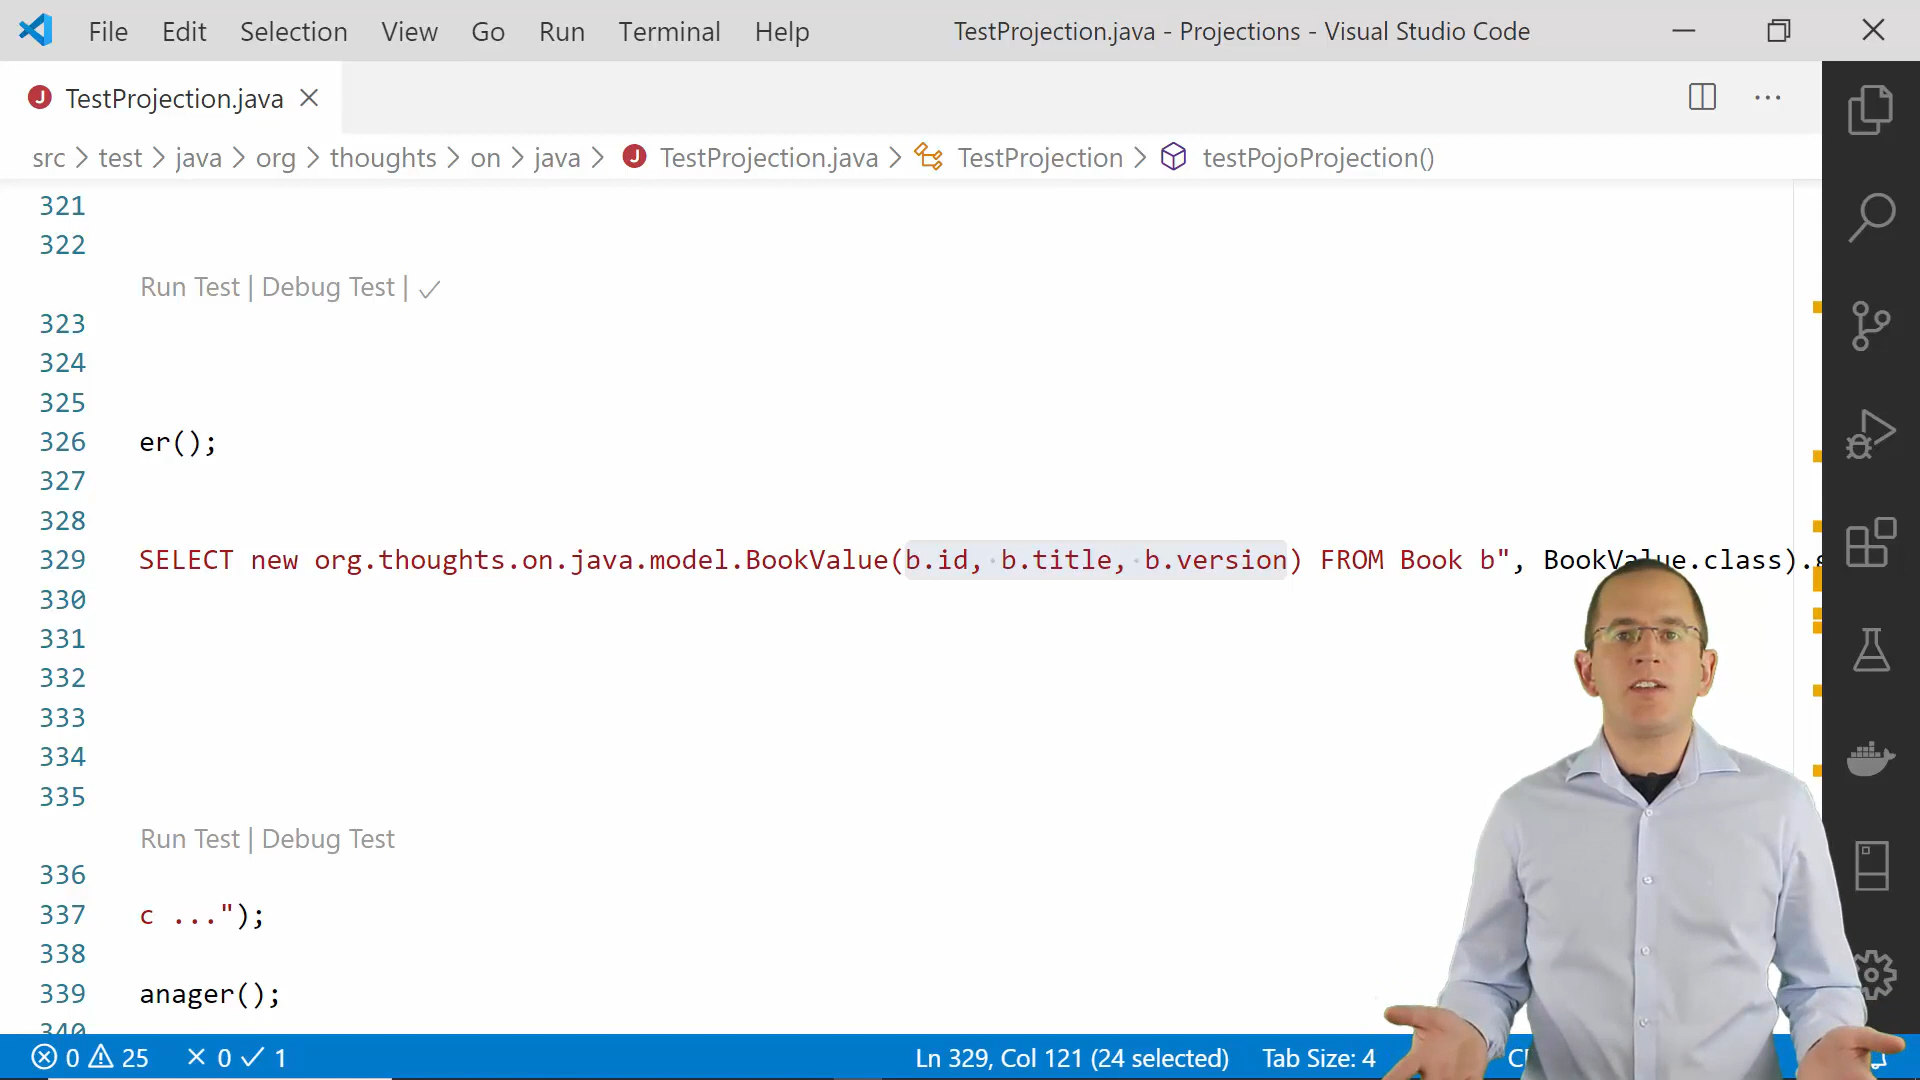 File Edit Selection View Go Run Terminal Help TestProjection.java - Projections - Visual Studio Code
J TestProjection.java
src > test > java > org > thoughts > on > java > J TestProjection.java > TestProjection > testPojoProjection()
321
322
Run Test | Debug Test | ✓
323
324
325
326 er();
327
328
329 SELECT new org.thoughts.on.java.model.BookValue(b.id, b.title, b.version) FROM Book b", BookValue.class).g
330
331
332
333
334
335
Run Test | Debug Test
336
337 c ...");
338
339 anager();
340
0 25 0 1 Ln 329, Col 121 (24 selected) Tab Size: 4